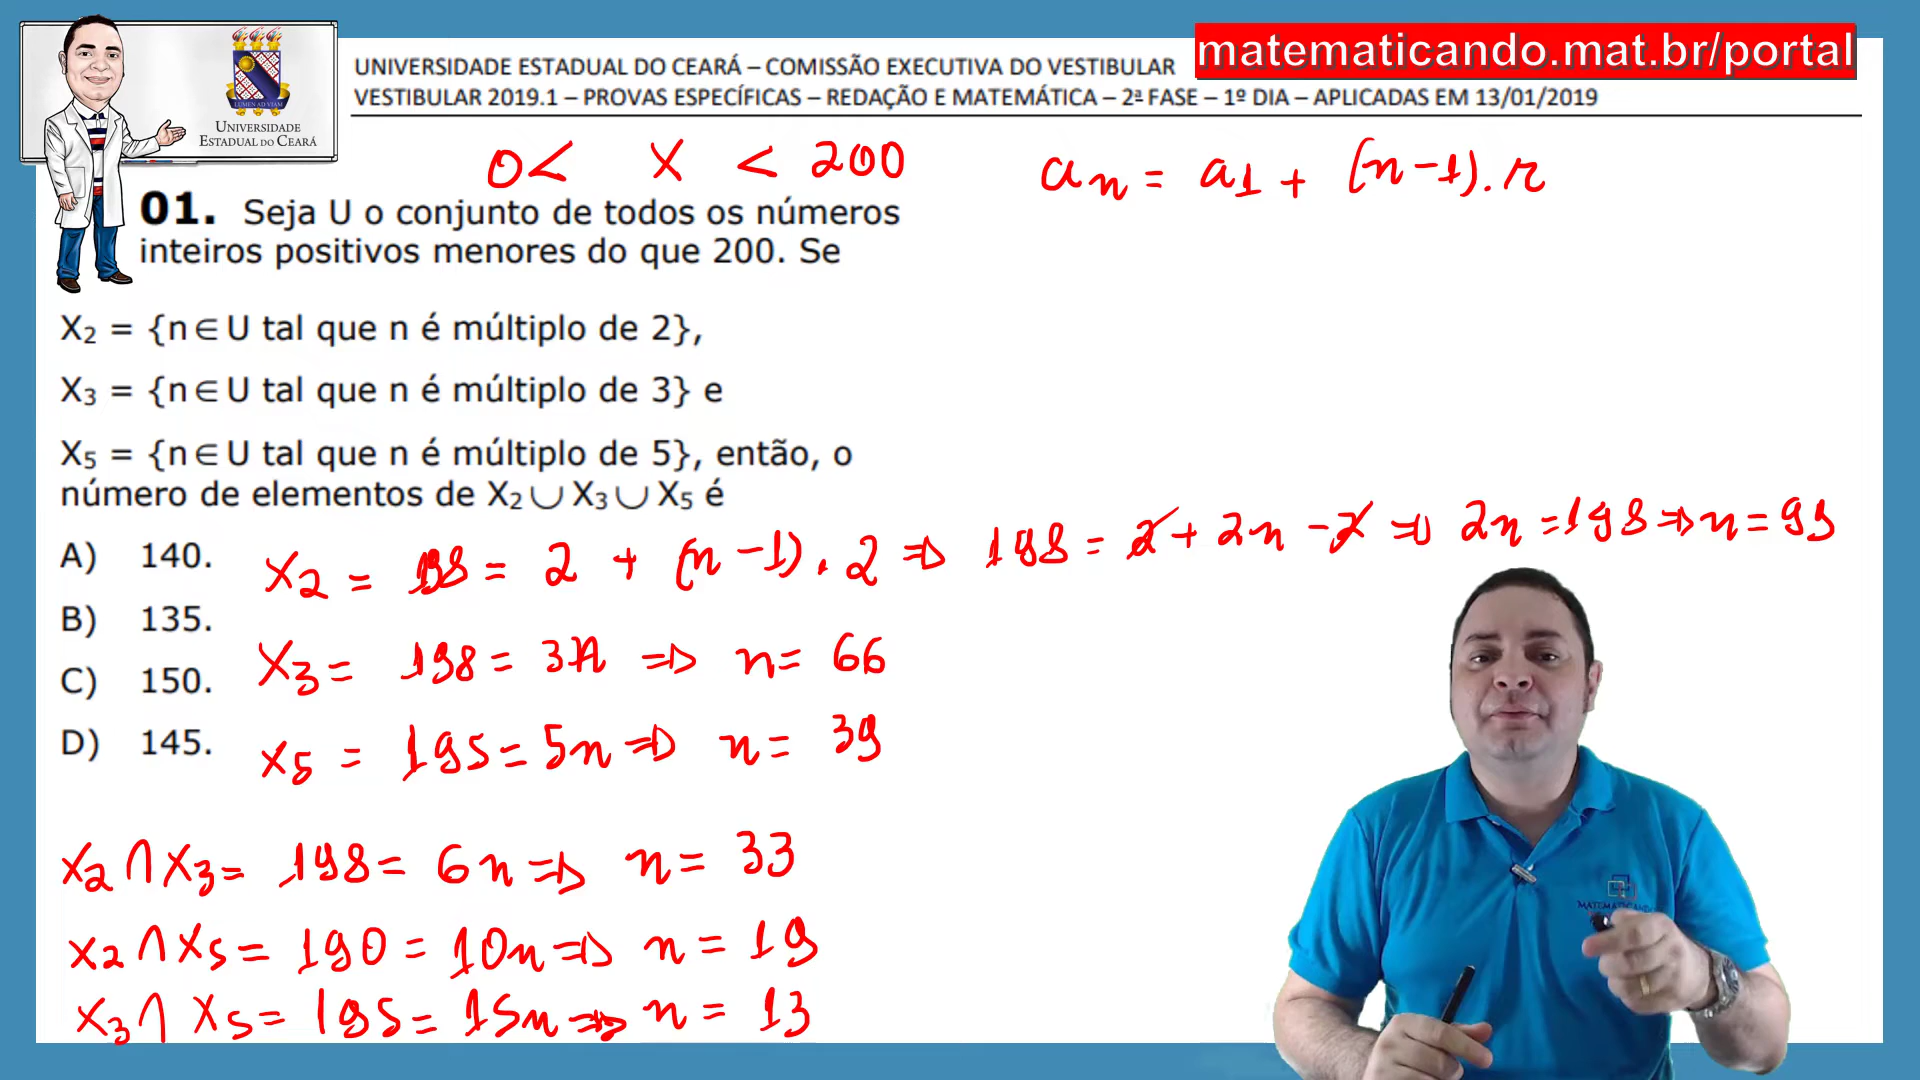 matematicando.mat.br/portal
UNIVERSIDADE ESTADUAL DO CEARÁ – COMISSÃO EXECUTIVA DO VESTIBULAR
VESTIBULAR 2019.1 – PROVAS ESPECÍFICAS – REDAÇÃO E MATEMÁTICA – 2ª FASE – 1º DIA – APLICADAS EM 13/01/2019
LUMEN AD VIAM
UNIVERSIDADE
ESTADUAL DO CEARÁ
0 < X < 200
an = a1 + (n-1).r
01. Seja U o conjunto de todos os números
inteiros positivos menores do que 200. Se
X2 = {n∈U tal que n é múltiplo de 2},
X3 = {n∈U tal que n é múltiplo de 3} e
X5 = {n∈U tal que n é múltiplo de 5}, então, o
número de elementos de X2 ∪ X3 ∪ X5 é
A) 140.
B) 135.
C) 150.
D) 145.
X2 = 198 = 2 + (n-1).2 => 198 = 2 + 2n - 2 => 2n = 198 => n = 99
X3 = 198 = 3n => n = 66
X5 = 195 = 5n => n = 39
X2 ∩ X3 = 198 = 6n => n = 33
X2 ∩ X5 = 190 = 10n => n = 19
X3 ∩ X5 = 195 = 15n => n = 13
MATEMATICANDO